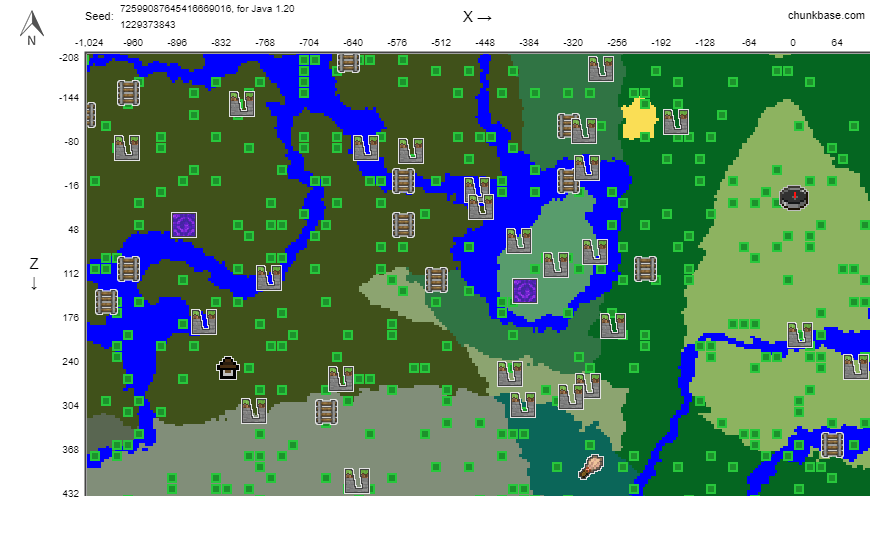 Seed:
72599087645416669016, for Java 1.20
1229373843
X →
chunkbase.com
N
-1,024 -960 -896 -832 -768 -704 -640 -576 -512 -448 -384 -320 -256 -192 -128 -64 0 64
-208
-144
-80
-16
48
Z
↓
112
176
240
304
368
432